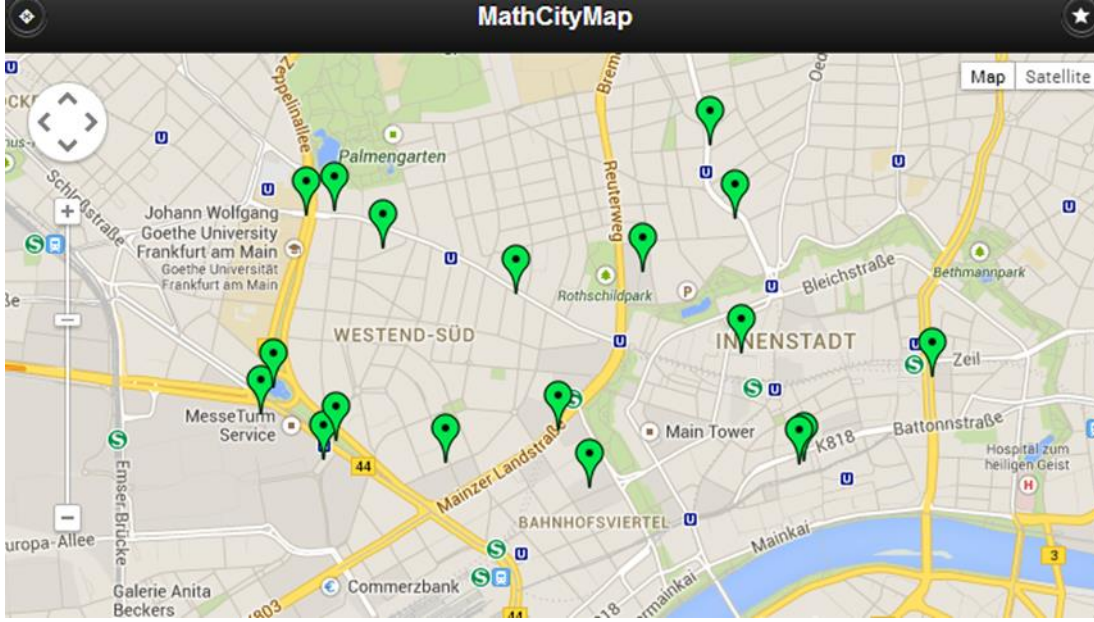 MathCityMap
Map
Satellite
Palmengarten
Johann Wolfgang
Goethe University
Frankfurt am Main
Goethe Universität
Frankfurt am Main
Schloßstraße
Reuterweg
Rothschildpark
P
Bleichstraße
Bethmannpark
WESTEND-SÜD
INNENSTADT
Zeil
MesseTurm
Service
44
Mainzer Landstraße
Main Tower
K818
Battonnstraße
Hospital zum
heiligen Geist
H
Emser Brücke
BAHNHOFSVIERTEL
Mainkai
3
uropa-Allee
Galerie Anita
Beckers
Commerzbank
44
U
S